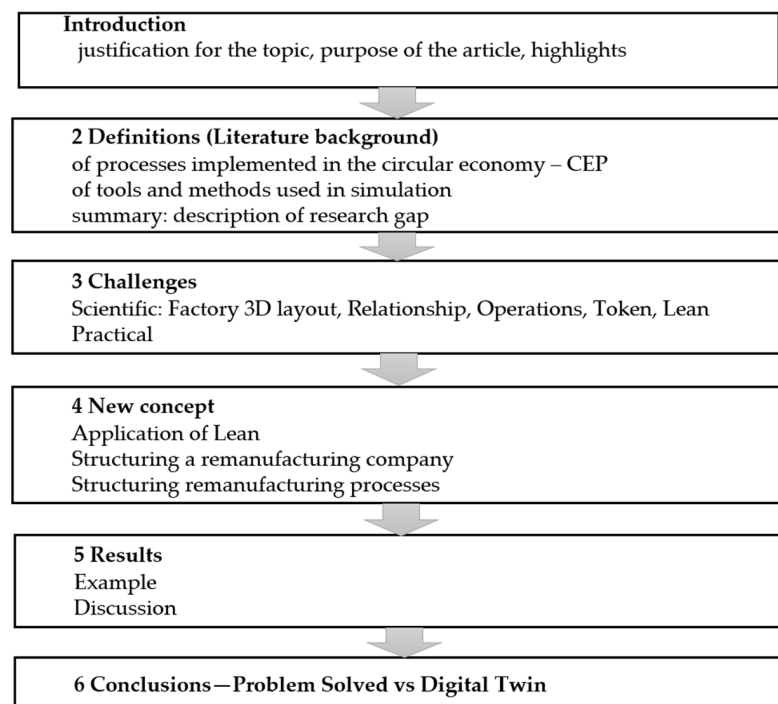 Introduction
justification for the topic, purpose of the article, highlights
2 Definitions (Literature background)
of processes implemented in the circular economy – CEP
of tools and methods used in simulation
summary: description of research gap
3 Challenges
Scientific: Factory 3D layout, Relationship, Operations, Token, Lean
Practical
4 New concept
Application of Lean
Structuring a remanufacturing company
Structuring remanufacturing processes
5 Results
Example
Discussion
6 Conclusions—Problem Solved vs Digital Twin